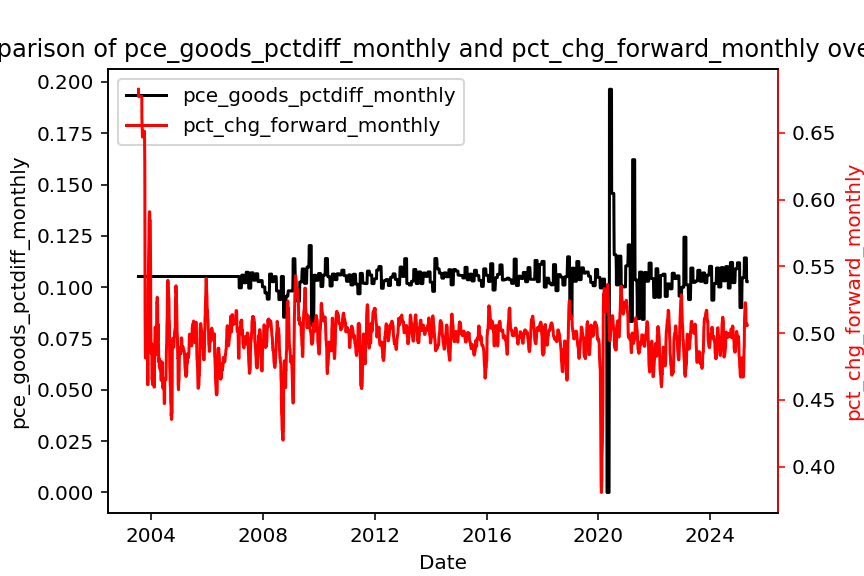 parison of pce_goods_pctdiff_monthly and pct_chg_forward_monthly ove
pce_goods_pctdiff_monthly
pct_chg_forward_monthly
0.200
0.175
0.150
0.125
0.100
0.075
0.050
0.025
0.000
pce_goods_pctdiff_monthly
0.65
0.60
0.55
0.50
0.45
0.40
pct_chg_forward_monthly
2004 2008 2012 2016 2020 2024
Date